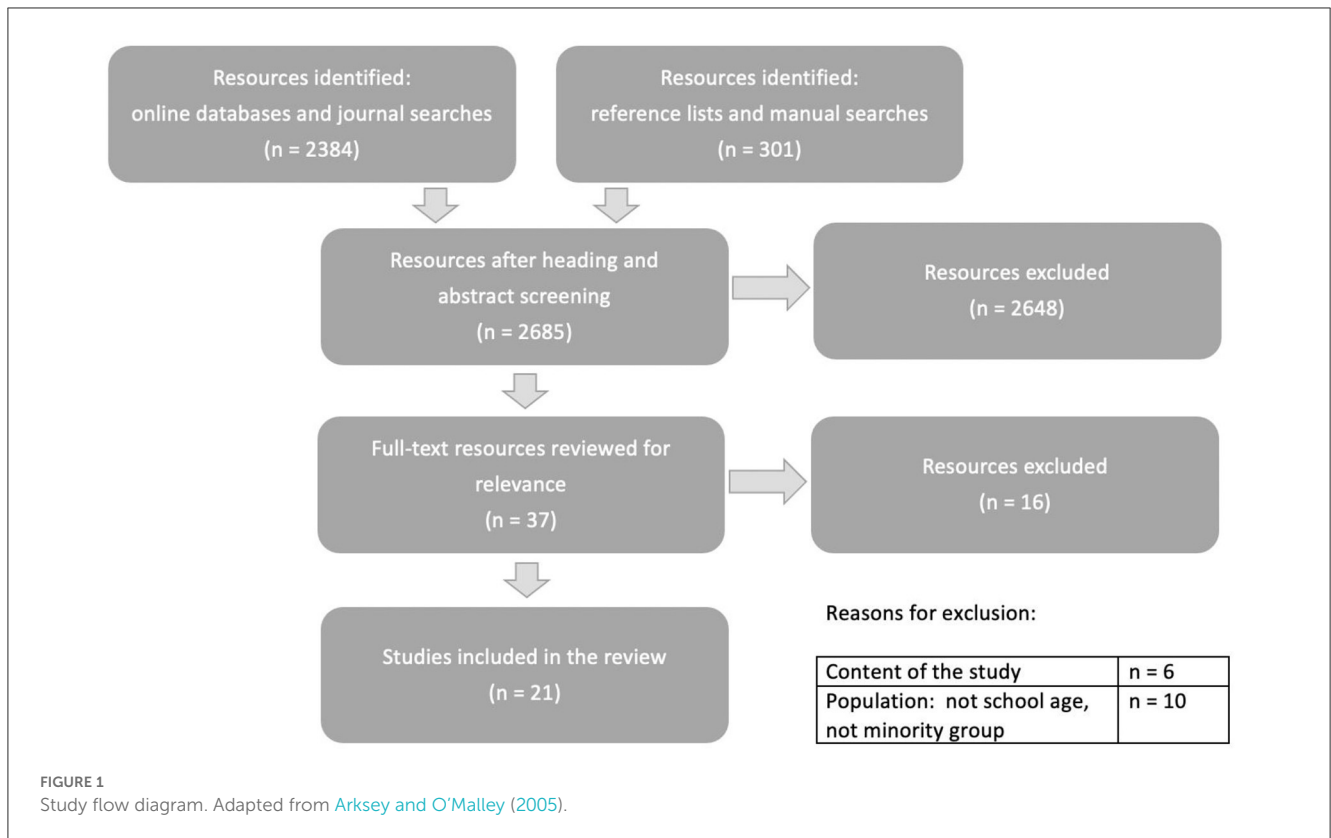 Resources identified:
online databases and journal searches
(n = 2384)
Resources identified:
reference lists and manual searches
(n = 301)
Resources after heading and
abstract screening
(n = 2685)
Resources excluded
(n = 2648)
Full-text resources reviewed for
relevance
(n = 37)
Resources excluded
(n = 16)
Studies included in the review
(n = 21)
Reasons for exclusion:
Content of the study n = 6
Population: not school age, n = 10
not minority group
FIGURE 1
Study flow diagram. Adapted from Arksey and O'Malley (2005).